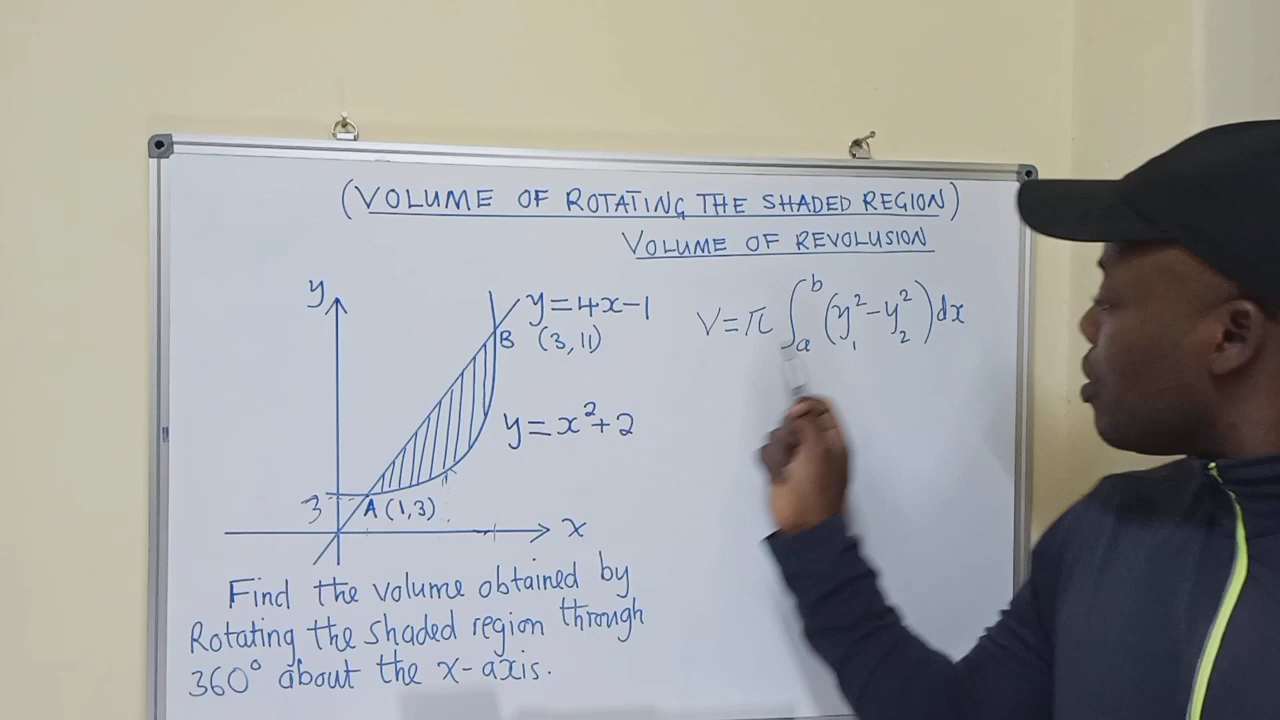 (VOLUME OF ROTATING THE SHADED REGION)
VOLUME OF REVOLUSION
y
y=4x-1
B (3,11)
y=x²+2
3
A (1,3)
x
V=π∫ₐᵇ(y₁²-y₂²)dx
Find the volume obtained by
Rotating the shaded region through
360° about the x-axis.